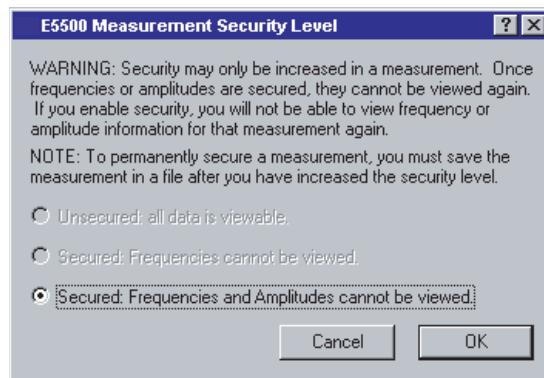 E5500 Measurement Security Level
WARNING: Security may only be increased in a measurement. Once
frequencies or amplitudes are secured, they cannot be viewed again.
If you enable security, you will not be able to view frequency or
amplitude information for that measurement again.
NOTE: To permanently secure a measurement, you must save the
measurement in a file after you have increased the security level.
Unsecured: all data is viewable.
Secured: Frequencies cannot be viewed.
Secured: Frequencies and Amplitudes cannot be viewed.
Cancel OK